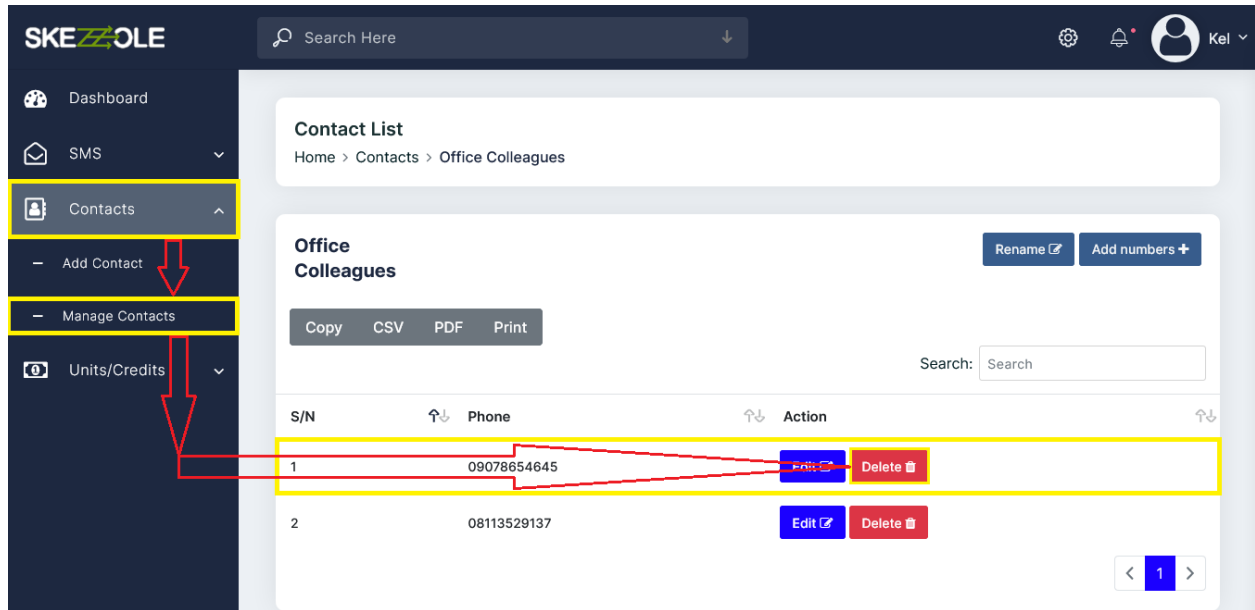 SKEZZOLE
Search Here
Kel
Dashboard
SMS
Contacts
Add Contact
Manage Contacts
Units/Credits
Contact List
Home > Contacts > Office Colleagues
Office
Colleagues
Rename
Add numbers +
Copy CSV PDF Print
Search: Search
S/N Phone Action
1 09078654645 Edit Delete
2 08113529137 Edit Delete
< 1 >